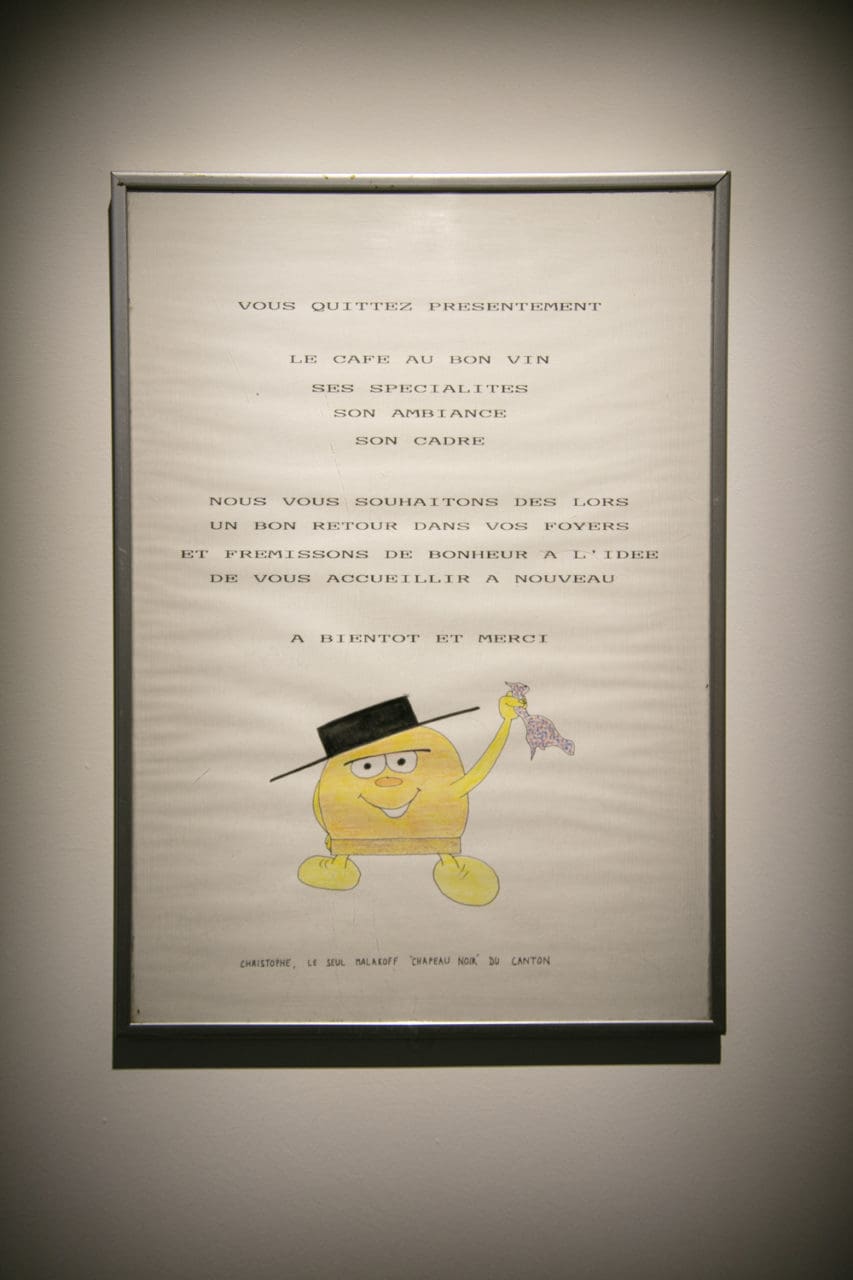 VOUS QUITTEZ PRESENTEMENT
LE CAFE AU BON VIN
SES SPECIALITES
SON AMBIANCE
SON CADRE
NOUS VOUS SOUHAITONS DES LORS
UN BON RETOUR DANS VOS FOYERS
ET FREMISSONS DE BONHEUR A L'IDEE
DE VOUS ACCUEILLIR A NOUVEAU
A BIENTOT ET MERCI
CHRISTOPHE, LE SEUL MALAKOFF "CHAPEAU NOIR" DU CANTON